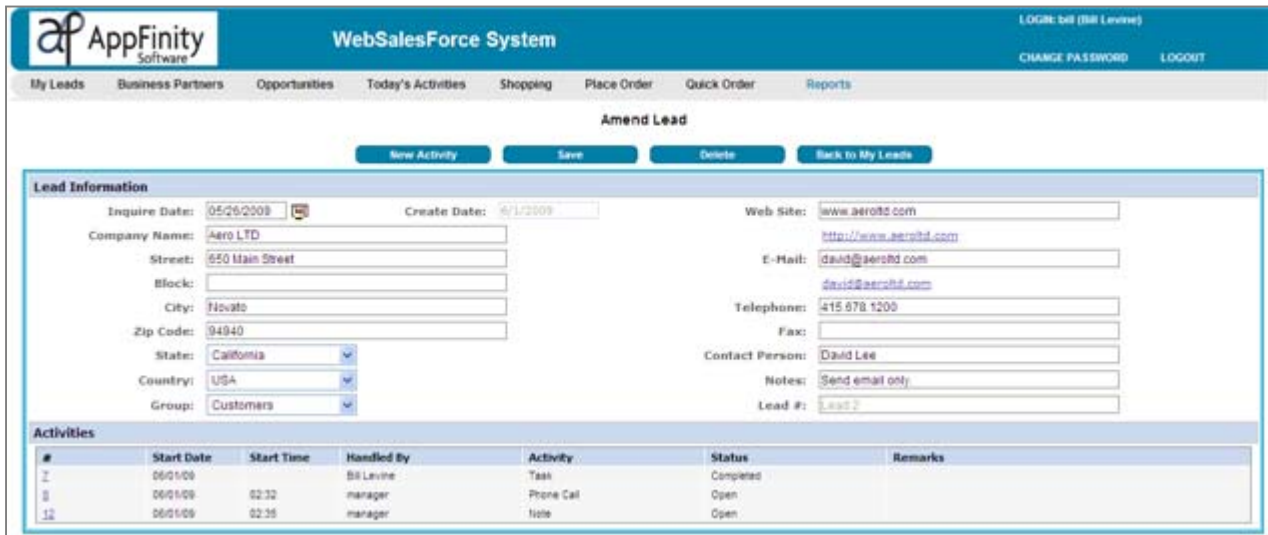 AppFinity
Software
WebSalesForce System
LOGIN: bill (Bill Levine)
CHANGE PASSWORD LOGOUT
My Leads Business Partners Opportunities Today's Activities Shopping Place Order Quick Order Reports
Amend Lead
New Activity Save Delete Back to My Leads
Lead Information
Inquire Date: 05/26/2009 Create Date: 6/1/2009 Web Site: www.aeroltd.com
http://www.aeroltd.com
Company Name: Aero LTD
Street: 650 Main Street E-Mail: david@aeroltd.com
Block: david@aeroltd.com
City: Novato Telephone: 415.678.1200
Zip Code: 94940 Fax:
State: California Contact Person: David Lee
Country: USA Notes: Send email only.
Group: Customers Lead #: Lead 2
Activities
# Start Date Start Time Handled By Activity Status Remarks
7 06/01/09 Bill Levine Task Completed
8 06/01/09 02:32 manager Phone Call Open
12 06/01/09 02:35 manager Note Open